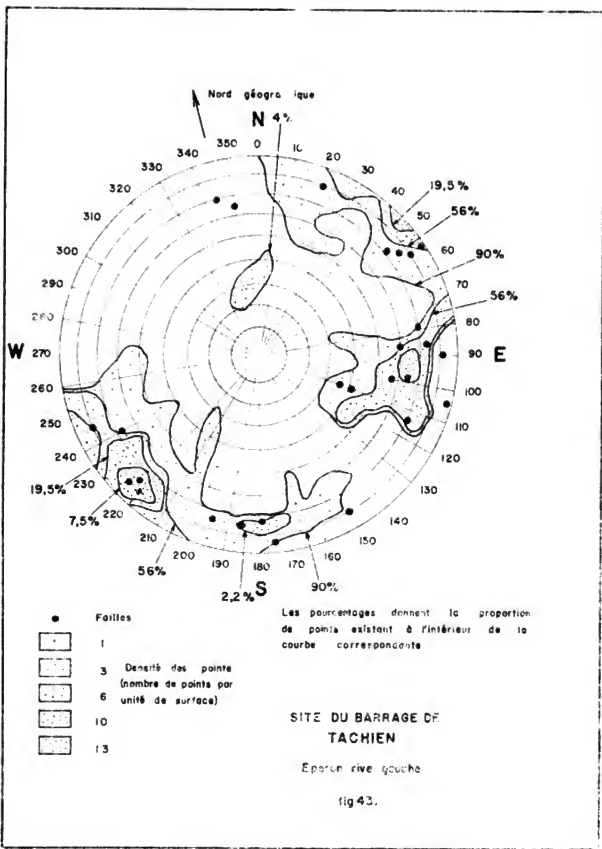 Nord géogra ique
N 4%
350 0 10
340 20
330 30
320 40 19,5%
310 50 56%
300 60 90%
290 70 56%
280 80
W 270 90 E
260 100
250 110
240 120
230 130
19,5% 220 140
7,5% 210 150
56% 200 190 180 170 160
2,2% S 90%
Failles
1
3 Densité des points
(nombre de points par
6 unité de surface)
10
13
Les pourcentages donnent la proportion
de points existant à l'intérieur de la
courbe correspondante
SITE DU BARRAGE DE
TACHIEN
Eperon rive gauche
fig 43.